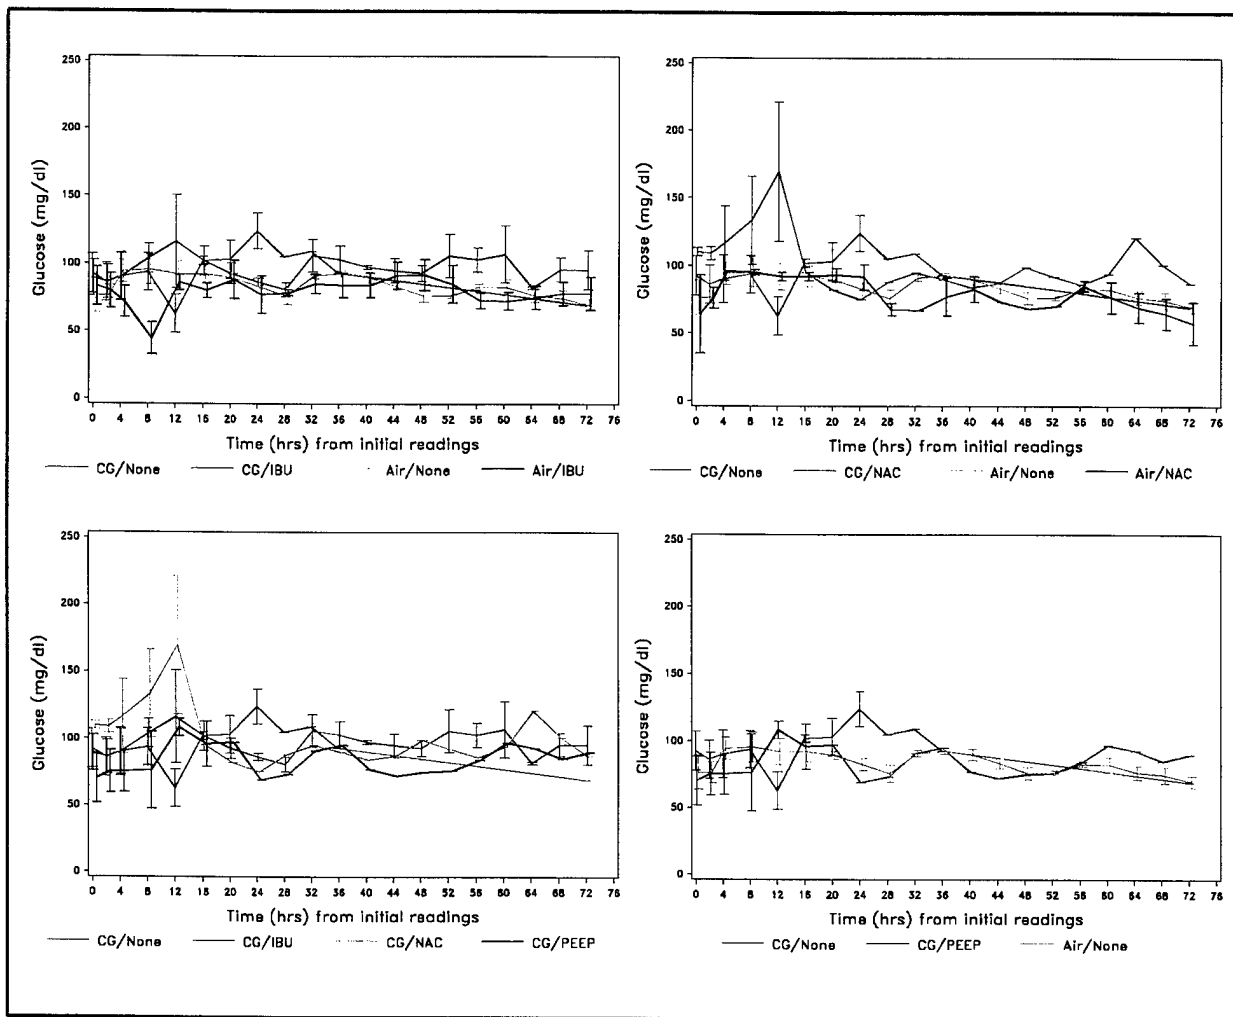 250
200
150
100
50
0
Glucose (mg/dl)
0 4 8 12 16 20 24 28 32 36 40 44 48 52 56 60 64 68 72 76
Time (hrs) from initial readings
CG/None CG/IBU Air/None Air/IBU
250
200
150
100
50
0
Glucose (mg/dl)
0 4 8 12 16 20 24 28 32 36 40 44 48 52 56 60 64 68 72 76
Time (hrs) from initial readings
CG/None CG/NAC Air/None Air/NAC
250
200
150
100
50
0
Glucose (mg/dl)
0 4 8 12 16 20 24 28 32 36 40 44 48 52 56 60 64 68 72 76
Time (hrs) from initial readings
CG/None CG/IBU CG/NAC CG/PEEP
250
200
150
100
50
0
Glucose (mg/dl)
0 4 8 12 16 20 24 28 32 36 40 44 48 52 56 60 64 68 72 76
Time (hrs) from initial readings
CG/None CG/PEEP Air/None